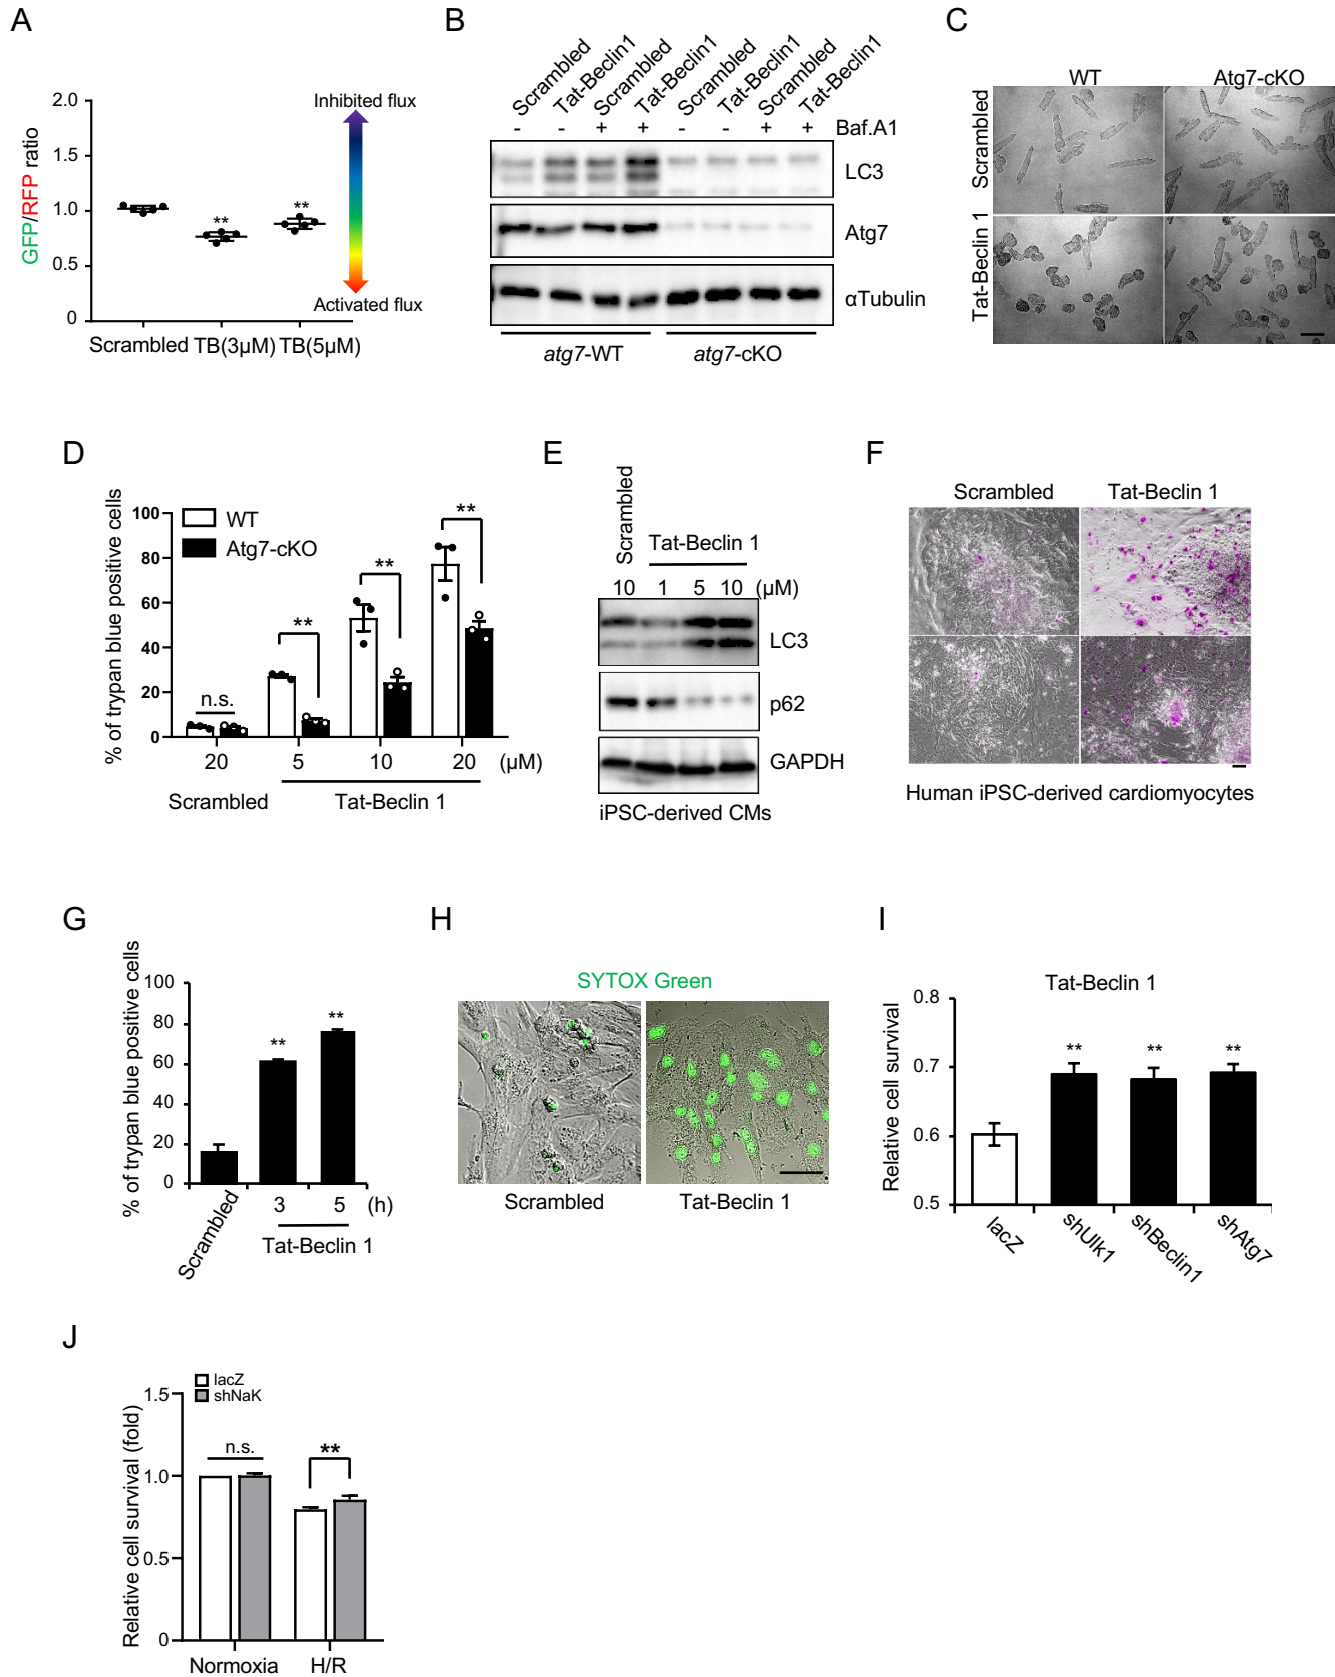 A
2.0
1.5
1.0
0.5
0
GFP/RFP ratio
Inhibited flux
Activated flux
**
**
Scrambled TB(3μM) TB(5μM)
B
Scrambled
Tat-Beclin1
Scrambled
Tat-Beclin1
Scrambled
Tat-Beclin1
Scrambled
Tat-Beclin1
- - + + - - + + Baf.A1
LC3
Atg7
αTubulin
atg7-WT atg7-cKO
C
WT Atg7-cKO
Scrambled
Tat-Beclin 1
D
% of trypan blue positive cells
100
80
60
40
20
0
WT
Atg7-cKO
n.s.
**
**
**
20 5 10 20 (μM)
Scrambled Tat-Beclin 1
E
Scrambled
Tat-Beclin 1
10 1 5 10 (μM)
LC3
p62
GAPDH
iPSC-derived CMs
F
Scrambled Tat-Beclin 1
Human iPSC-derived cardiomyocytes
G
% of trypan blue positive cells
100
80
60
40
20
0
**
**
Scrambled
3 5 (h)
Tat-Beclin 1
H
SYTOX Green
Scrambled Tat-Beclin 1
I
Tat-Beclin 1
Relative cell survival
0.8
0.7
0.6
0.5
** ** **
lacZ
shUlk1
shBeclin1
shAtg7
J
lacZ
shNaK
Relative cell survival (fold)
1.5
1.0
0.5
0
n.s.
**
Normoxia H/R